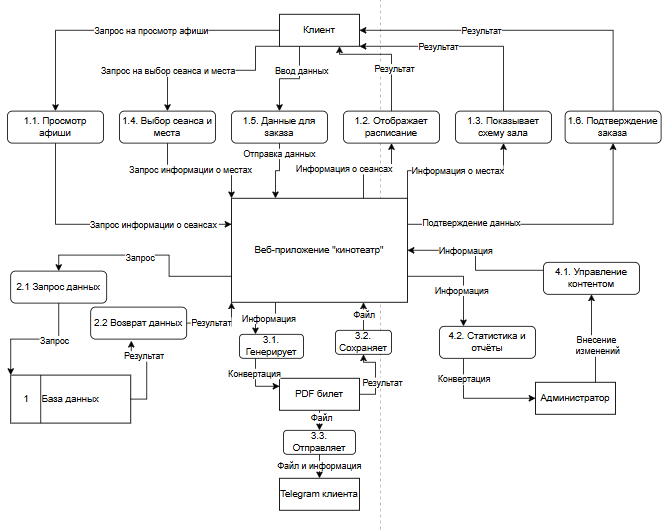 Клиент
Запрос на просмотр афиши
Результат
Результат
Запрос на выбор сеанса и места
Ввод данных
Результат
1.1. Просмотр
афиши
1.4. Выбор сеанса и
места
1.5. Данные для
заказа
1.2. Отображает
расписание
1.3. Показывает
схему зала
1.6. Подтверждение
заказа
Отправка данных
Запрос информации о местах
Информация о сеансах
Информация о местах
Запрос информации о сеансах
Подтверждение данных
Веб-приложение "кинотеатр"
Информация
Запрос
2.1 Запрос данных
4.1. Управление
контентом
Информация
2.2 Возврат данных
Результат
Информация
Файл
Запрос
3.1.
Генерирует
3.2.
Сохраняет
4.2. Статистика и
отчёты
Внесение
изменений
Результат
Конвертация
Результат
Конвертация
1
База данных
PDF билет
Администратор
Файл
3.3.
Отправляет
Файл и информация
Telegram клиента